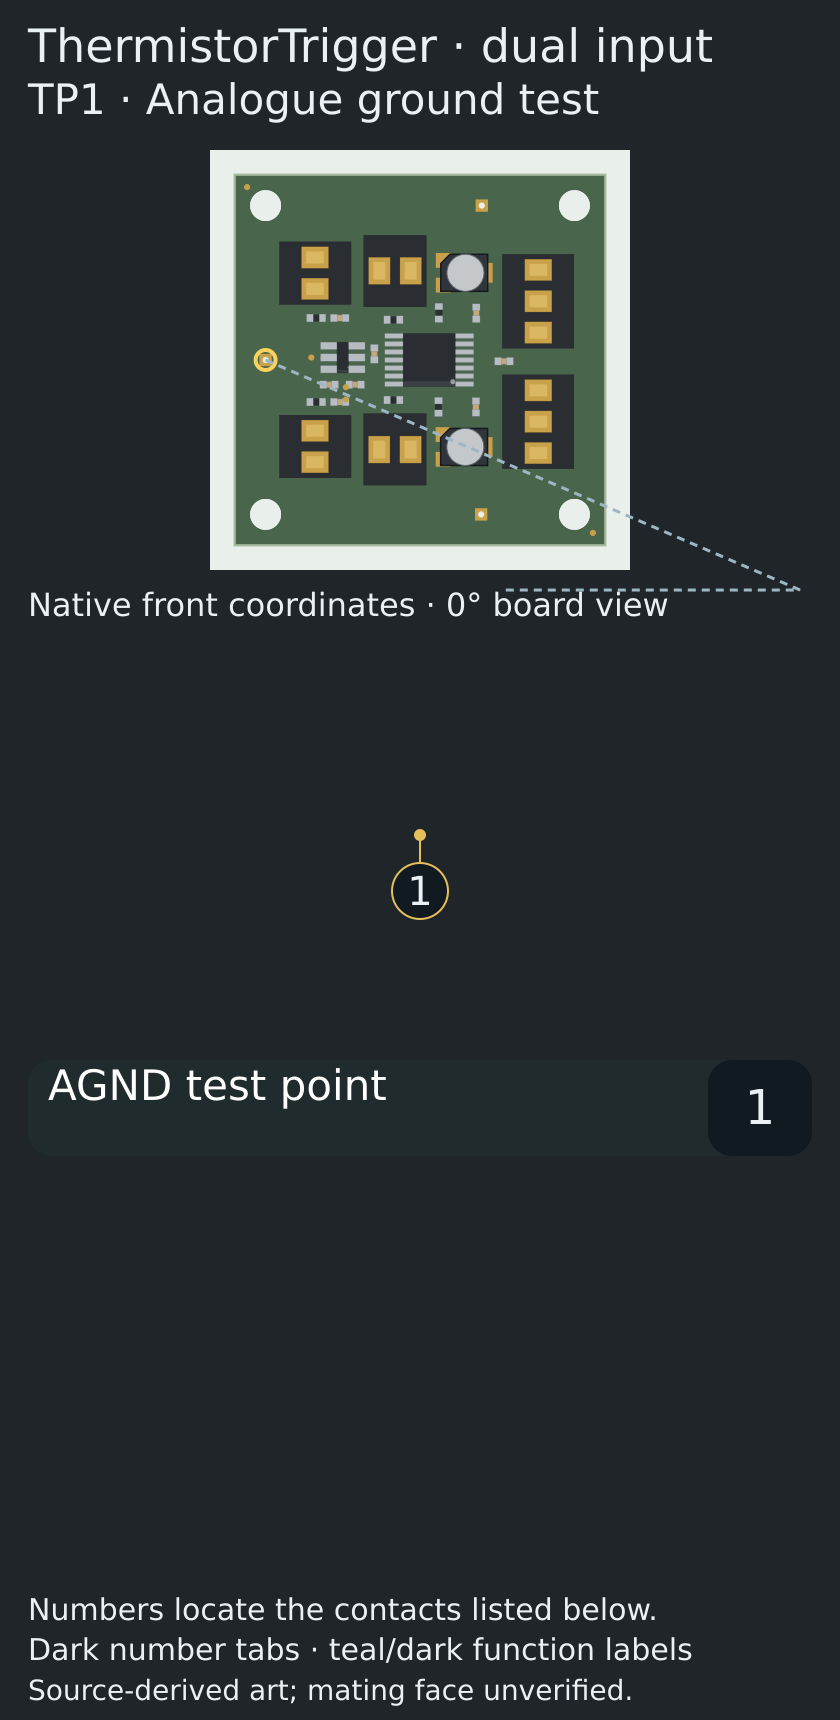 ThermistorTrigger · dual input
TP1 · Analogue ground test
Native front coordinates · 0° board view
1
AGND test point
1
Numbers locate the contacts listed below.
Dark number tabs · teal/dark function labels
Source-derived art; mating face unverified.